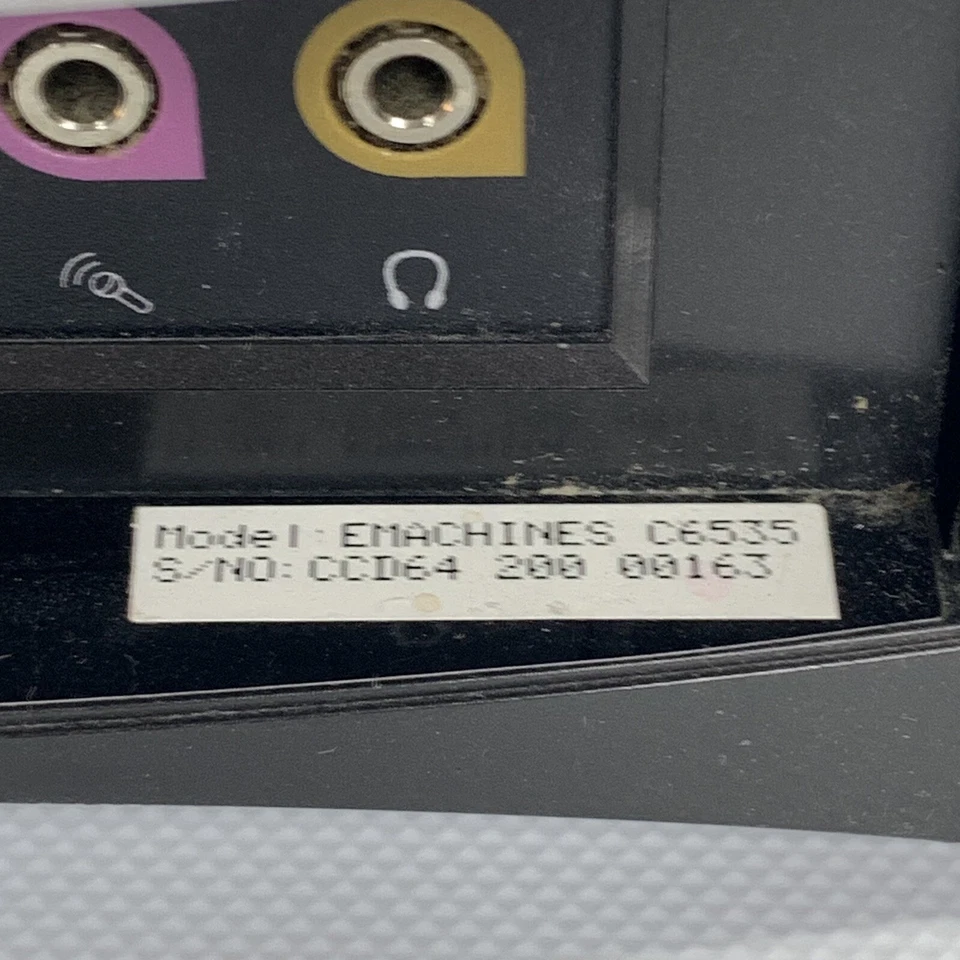 Model: EMACHINES C6535
S/NO: CCD64 200 00163